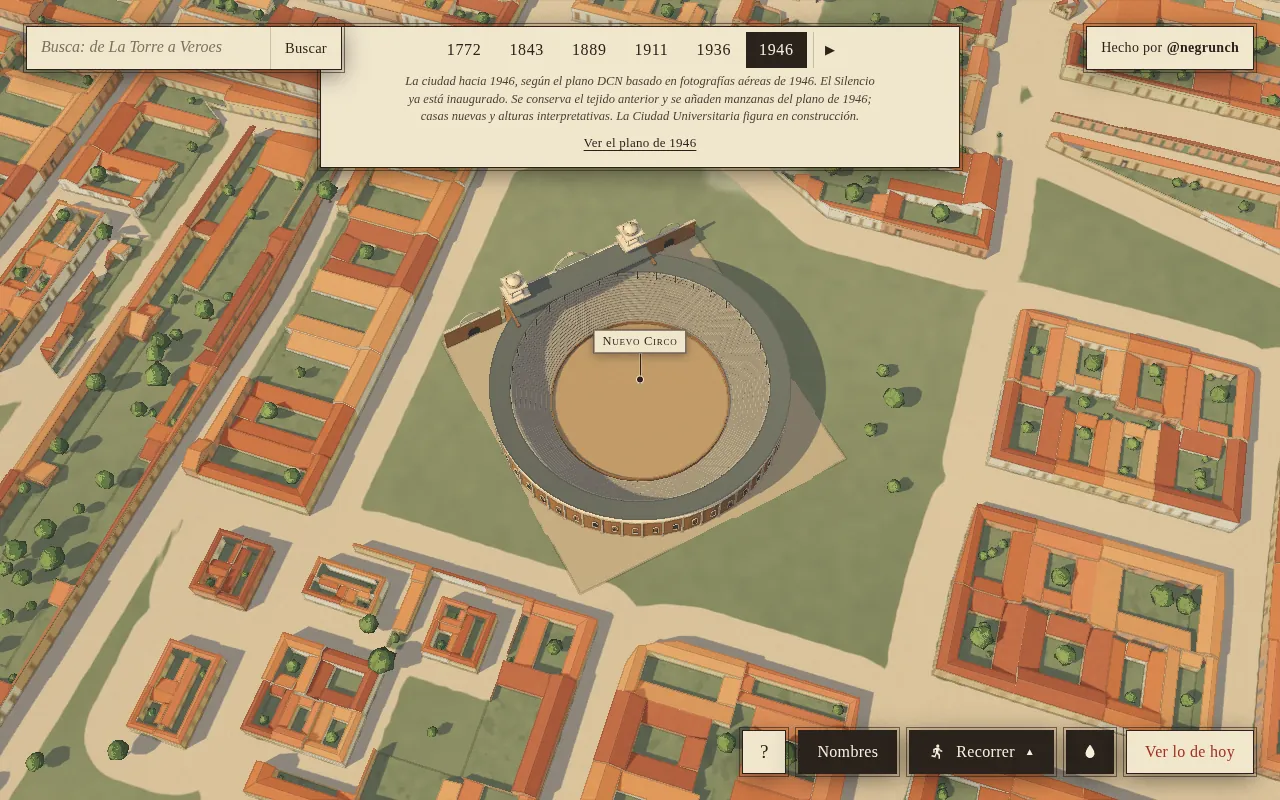 Busca: de La Torre a Veroes
Buscar
1772 1843 1889 1911 1936 1946 ▶
La ciudad hacia 1946, según el plano DCN basado en fotografías aéreas de 1946. El Silencio
ya está inaugurado. Se conserva el tejido anterior y se añaden manzanas del plano de 1946;
casas nuevas y alturas interpretativas. La Ciudad Universitaria figura en construcción.
Ver el plano de 1946
Hecho por @negrunch
Nuevo Circo
?
Nombres
Recorrer ▲
Ver lo de hoy